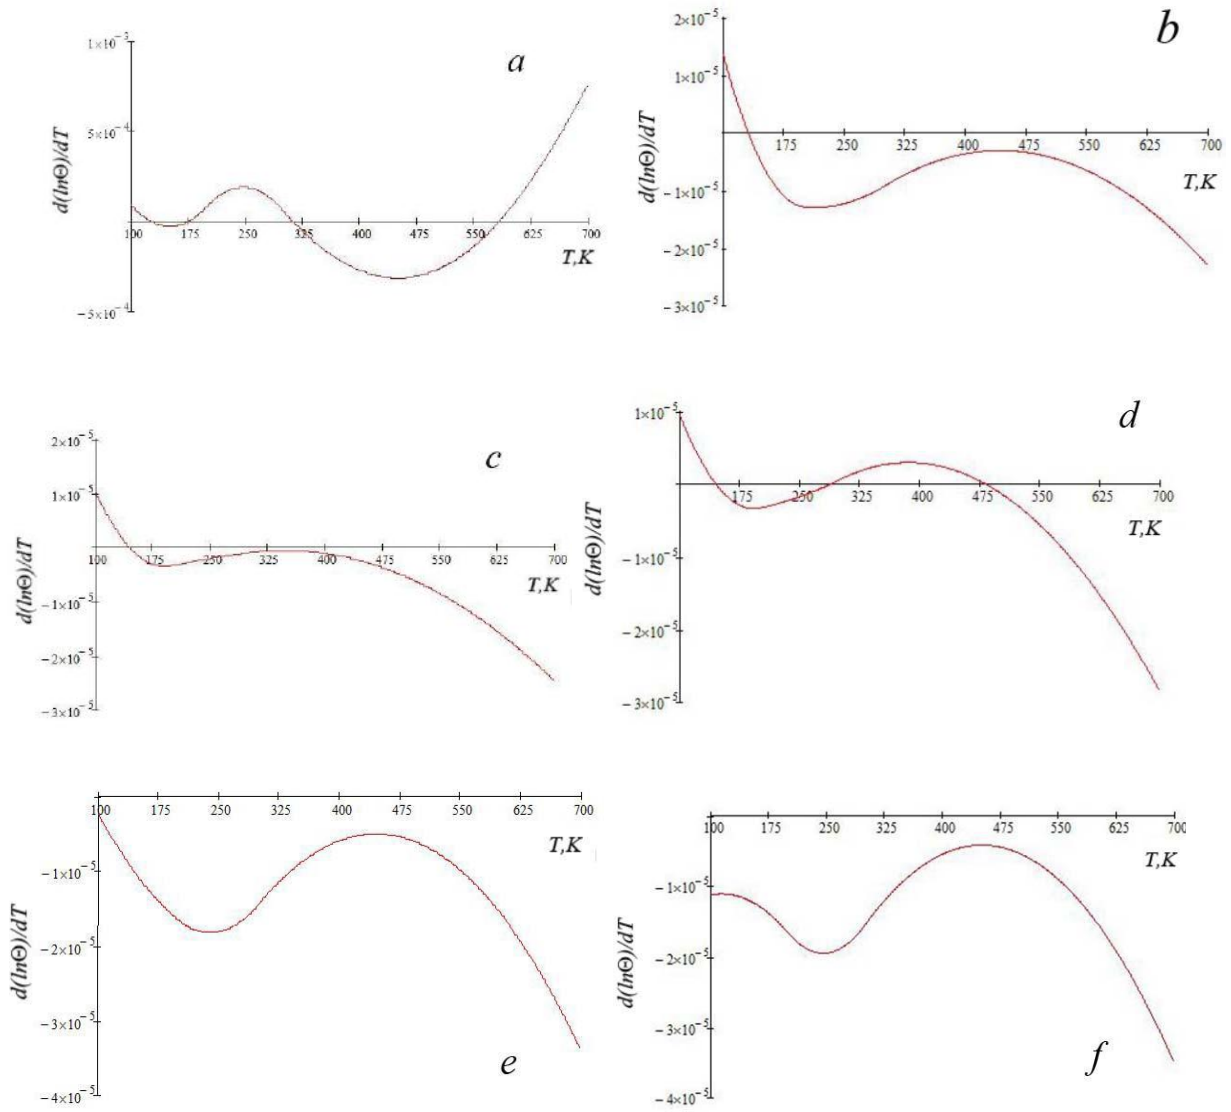 a
1×10⁻⁵
5×10⁻⁴
−5×10⁻⁴
d(lnΘ)/dT
100 175 250 325 400 475 550 625 700
T,K
b
2×10⁻⁵
1×10⁻⁵
−1×10⁻⁵
−2×10⁻⁵
−3×10⁻⁵
d(lnΘ)/dT
175 250 325 400 475 550 625 700
T,K
c
2×10⁻⁵
1×10⁻⁵
−1×10⁻⁵
−2×10⁻⁵
−3×10⁻⁵
d(lnΘ)/dT
100 175 250 325 400 475 550 625 700
T,K
d
1×10⁻⁵
−1×10⁻⁵
−2×10⁻⁵
−3×10⁻⁵
d(lnΘ)/dT
175 250 325 400 475 550 625 700
T,K
100 175 250 325 400 475 550 625 700
T,K
−1×10⁻⁵
−2×10⁻⁵
−3×10⁻⁵
−4×10⁻⁵
d(lnΘ)/dT
e
100 175 250 325 400 475 550 625 700
T,K
−1×10⁻⁵
−2×10⁻⁵
−3×10⁻⁵
−4×10⁻⁵
d(lnΘ)/dT
f